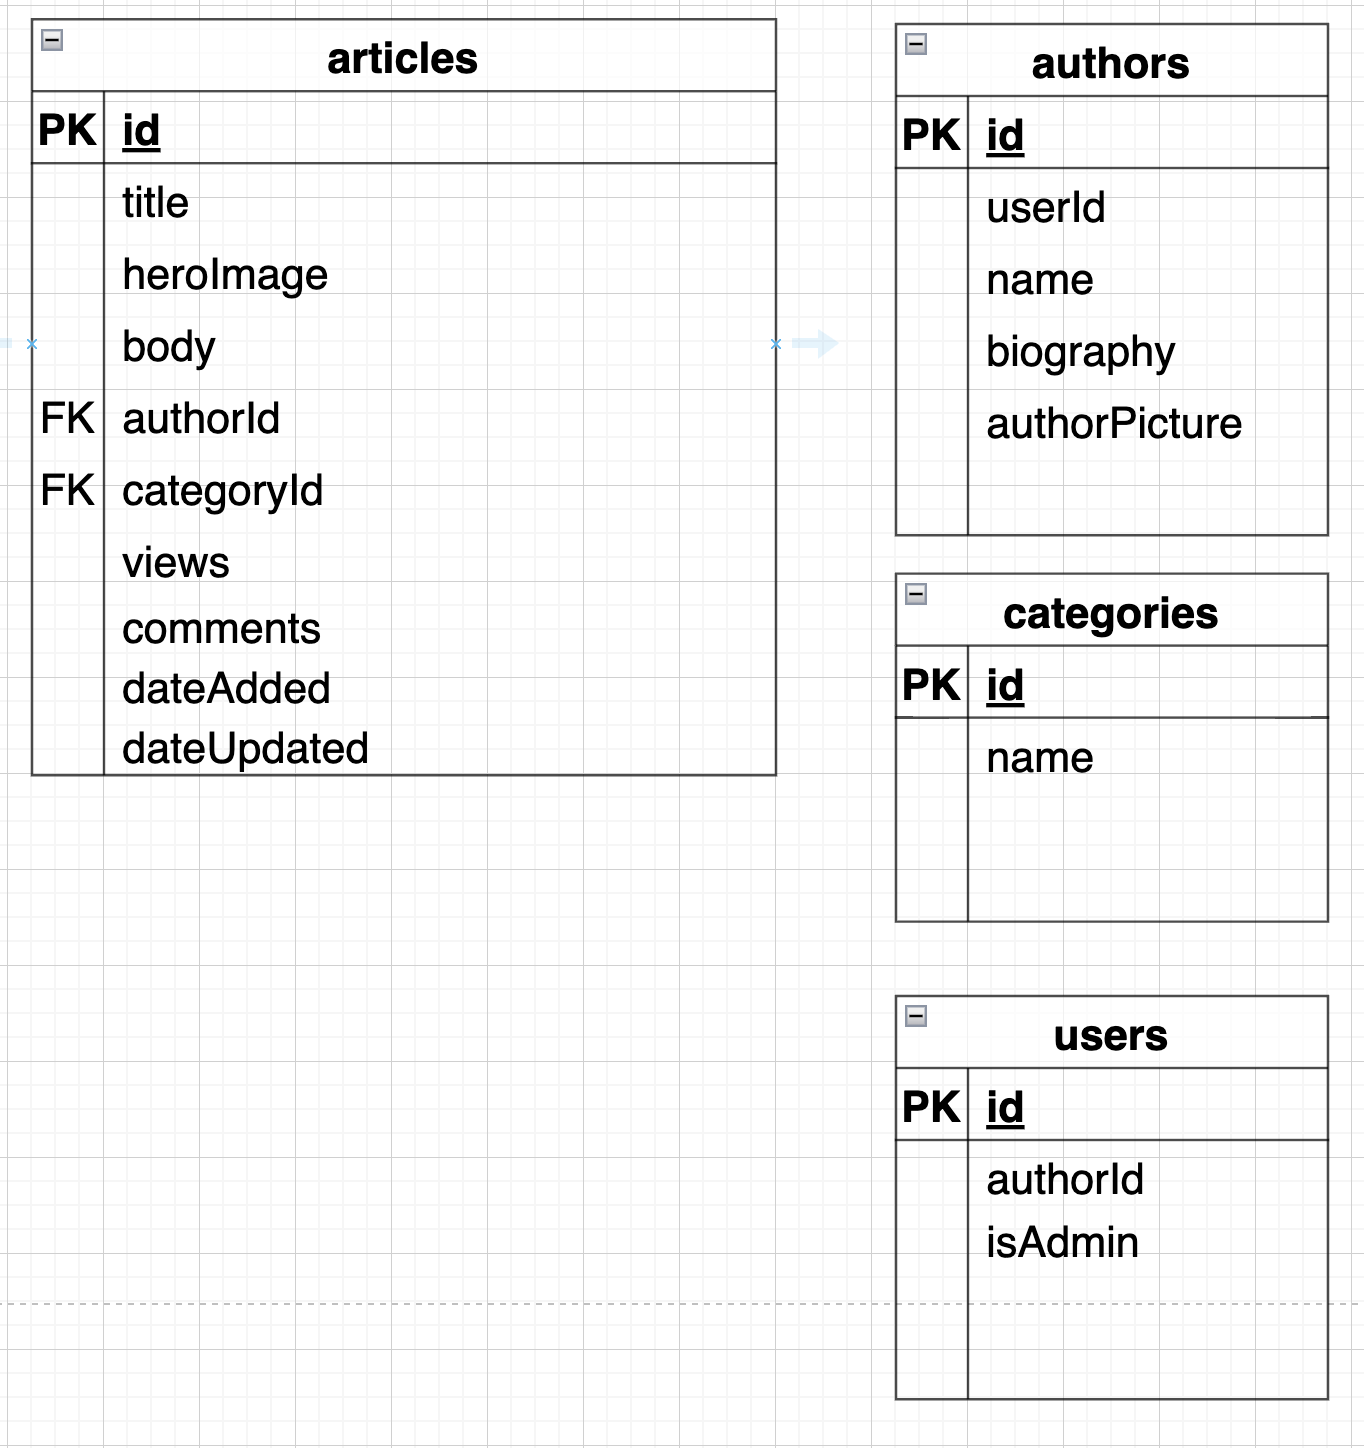 articles
PK id
title
heroImage
body
FK authorId
FK categoryId
views
comments
dateAdded
dateUpdated
authors
PK id
userId
name
biography
authorPicture
categories
PK id
name
users
PK id
authorId
isAdmin